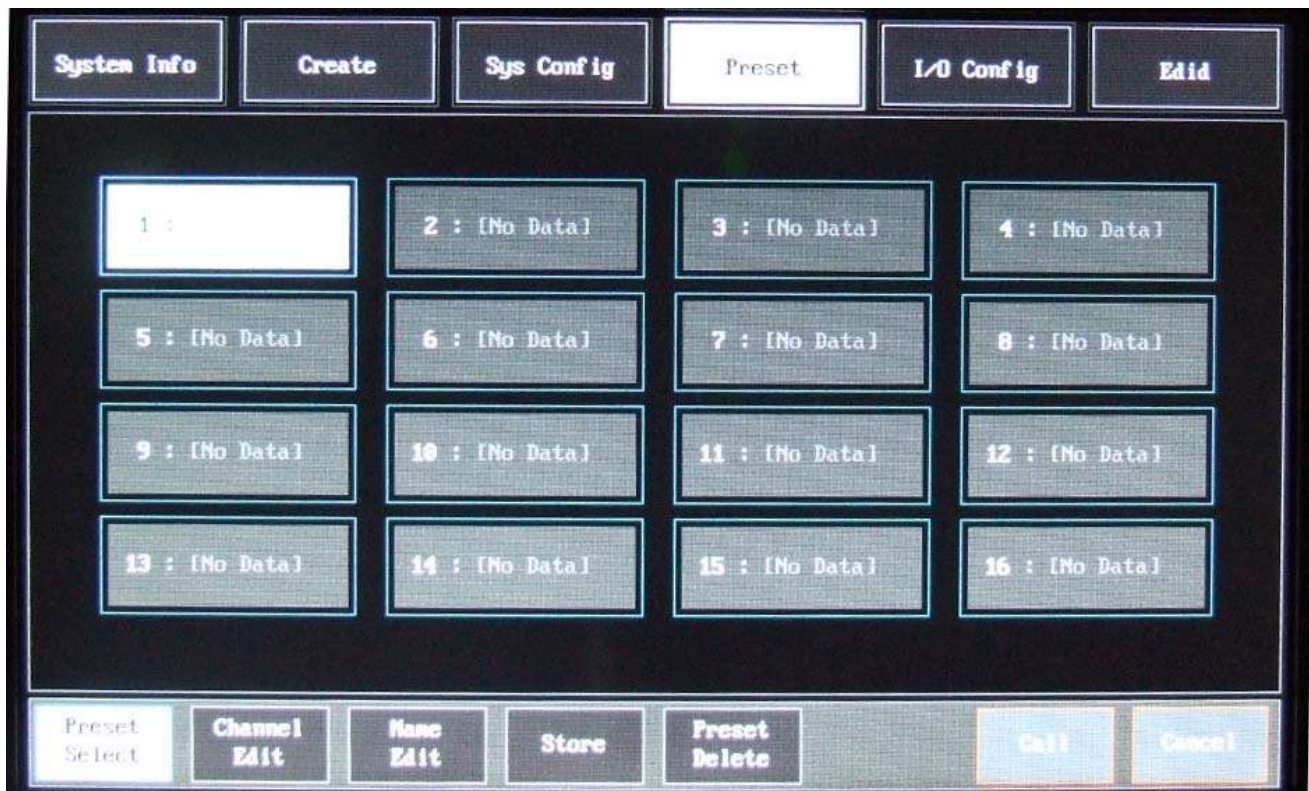 System Info
Create
Sys Config
Preset
I/O Config
Edid
1 :
2 : [No Data]
3 : [No Data]
4 : [No Data]
5 : [No Data]
6 : [No Data]
7 : [No Data]
8 : [No Data]
9 : [No Data]
10 : [No Data]
11 : [No Data]
12 : [No Data]
13 : [No Data]
14 : [No Data]
15 : [No Data]
16 : [No Data]
Preset
Select
Channel
Edit
Name
Edit
Store
Preset
Delete
Call
Cancel